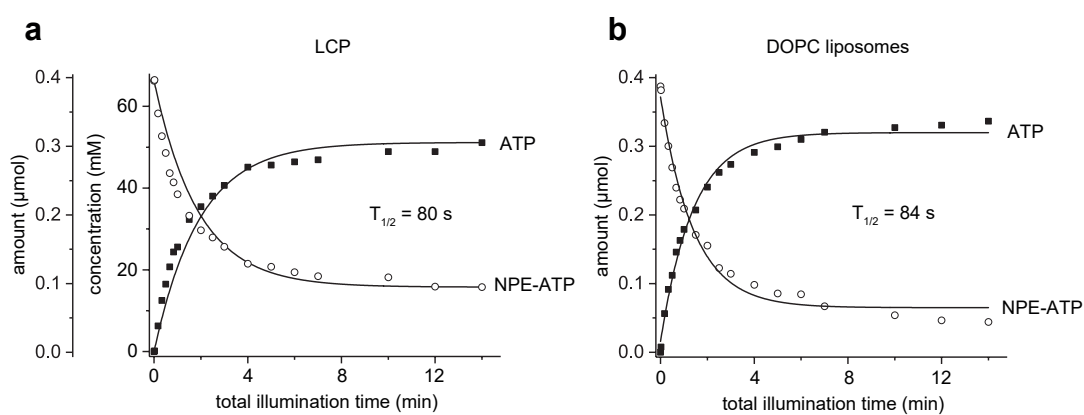 a
LCP
0.4
0.3
0.2
0.1
0.0
amount (µmol)
60
40
20
0
concentration (mM)
ATP
T1/2 = 80 s
NPE-ATP
0 4 8 12
total illumination time (min)
b
DOPC liposomes
0.4
0.3
0.2
0.1
0.0
amount (µmol)
ATP
T1/2 = 84 s
NPE-ATP
0 4 8 12
total illumination time (min)